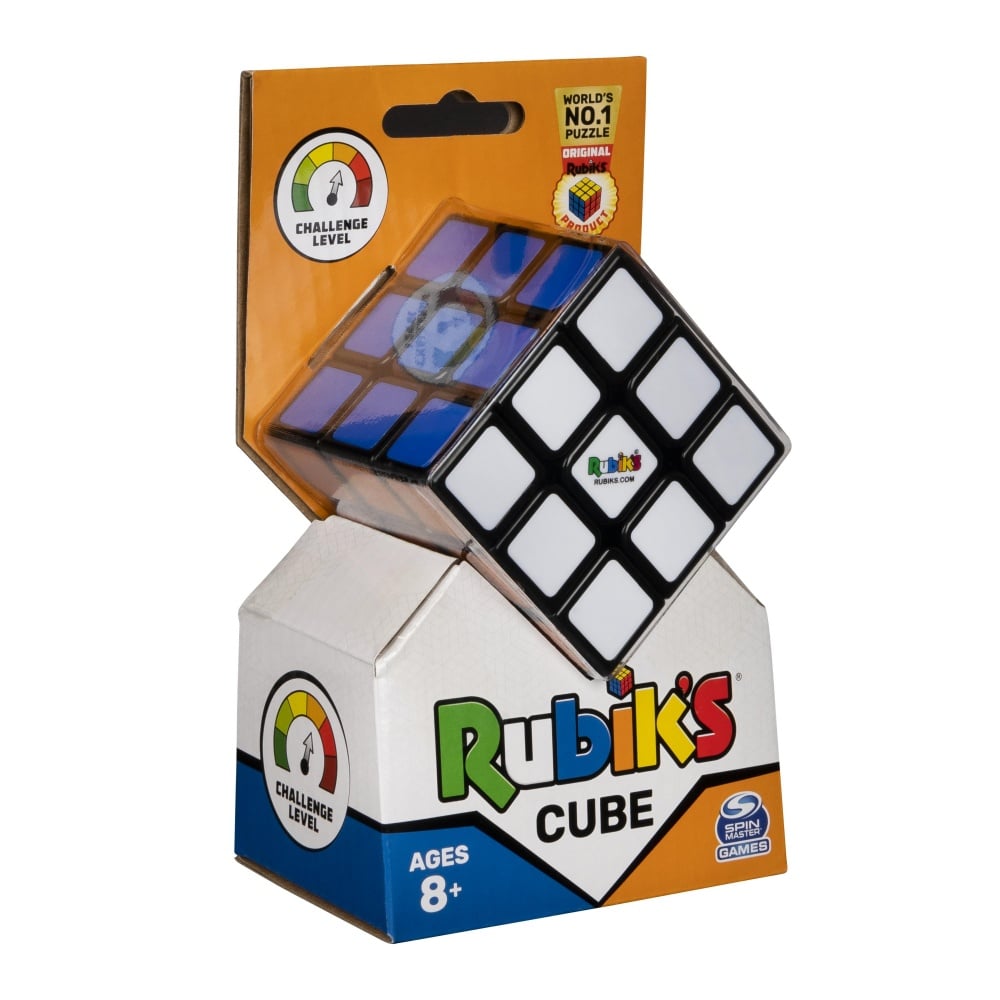 WORLD'S
NO.1
PUZZLE
ORIGINAL
Rubik's
PRODUCT
CHALLENGE
LEVEL
Rubik's®
RUBIKS.COM
Rubik's®
CUBE
CHALLENGE
LEVEL
AGES
8+
SPIN
MASTER®
GAMES